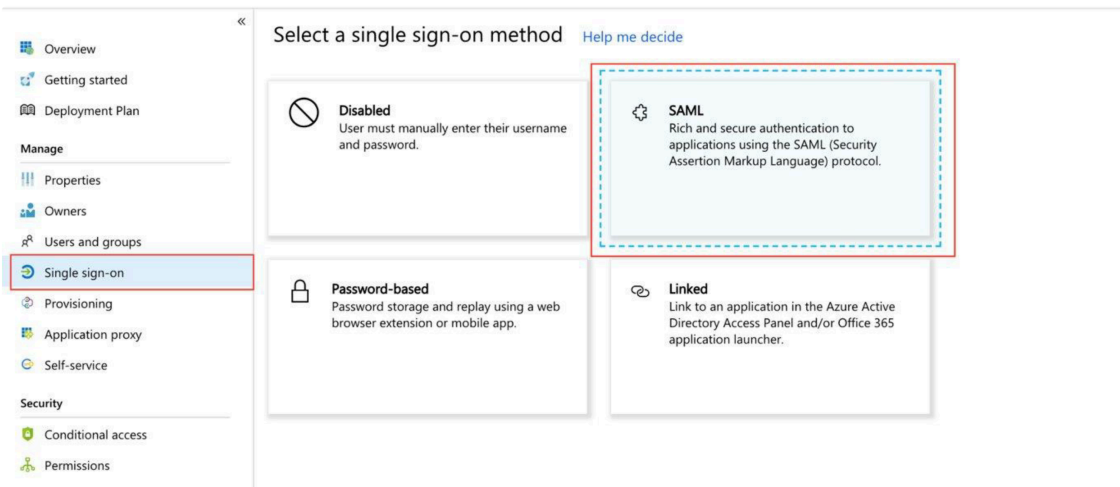 «
Overview
Getting started
Deployment Plan
Manage
Properties
Owners
Users and groups
Single sign-on
Provisioning
Application proxy
Self-service
Security
Conditional access
Permissions
Select a single sign-on method Help me decide
Disabled
User must manually enter their username
and password.
SAML
Rich and secure authentication to
applications using the SAML (Security
Assertion Markup Language) protocol.
Password-based
Password storage and replay using a web
browser extension or mobile app.
Linked
Link to an application in the Azure Active
Directory Access Panel and/or Office 365
application launcher.